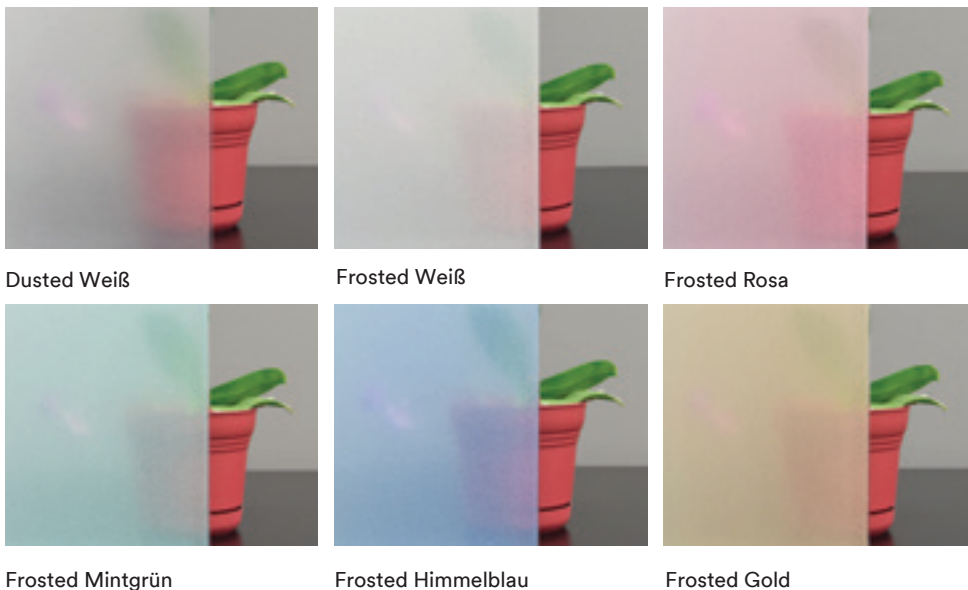 Dusted Weiß
Frosted Weiß
Frosted Rosa
Frosted Mintgrün
Frosted Himmelblau
Frosted Gold